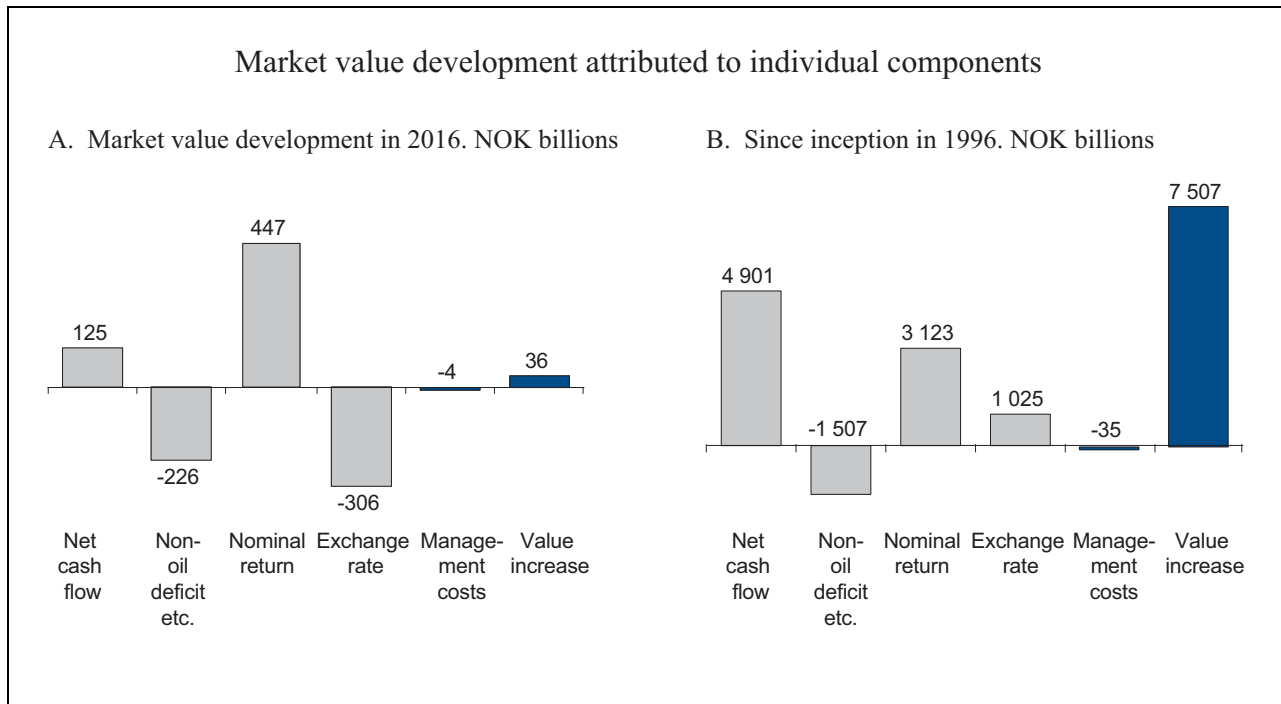 Market value development attributed to individual components
A. Market value development in 2016. NOK billions
125
-226
447
-306
-4
36
Net
cash
flow
Non-
oil
deficit
etc.
Nominal
return
Exchange
rate
Manage-
ment
costs
Value
increase
B. Since inception in 1996. NOK billions
4 901
-1 507
3 123
1 025
-35
7 507
Net
cash
flow
Non-
oil
deficit
etc.
Nominal
return
Exchange
rate
Manage-
ment
costs
Value
increase